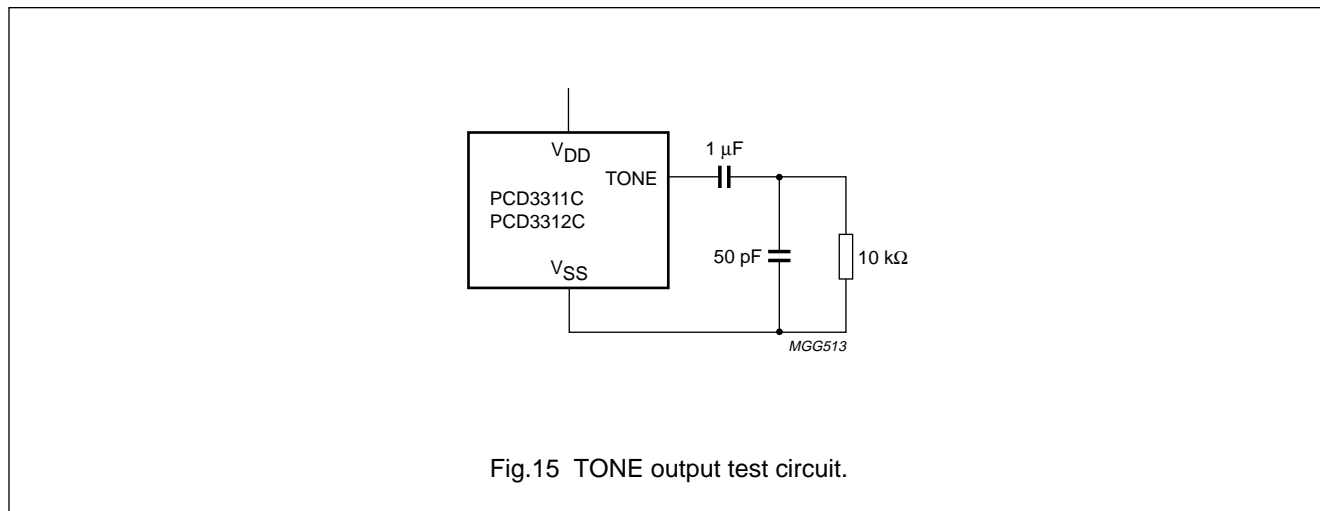 V_DD
1 μF
TONE
PCD3311C
PCD3312C
50 pF
10 kΩ
V_SS
MGG513
Fig.15 TONE output test circuit.